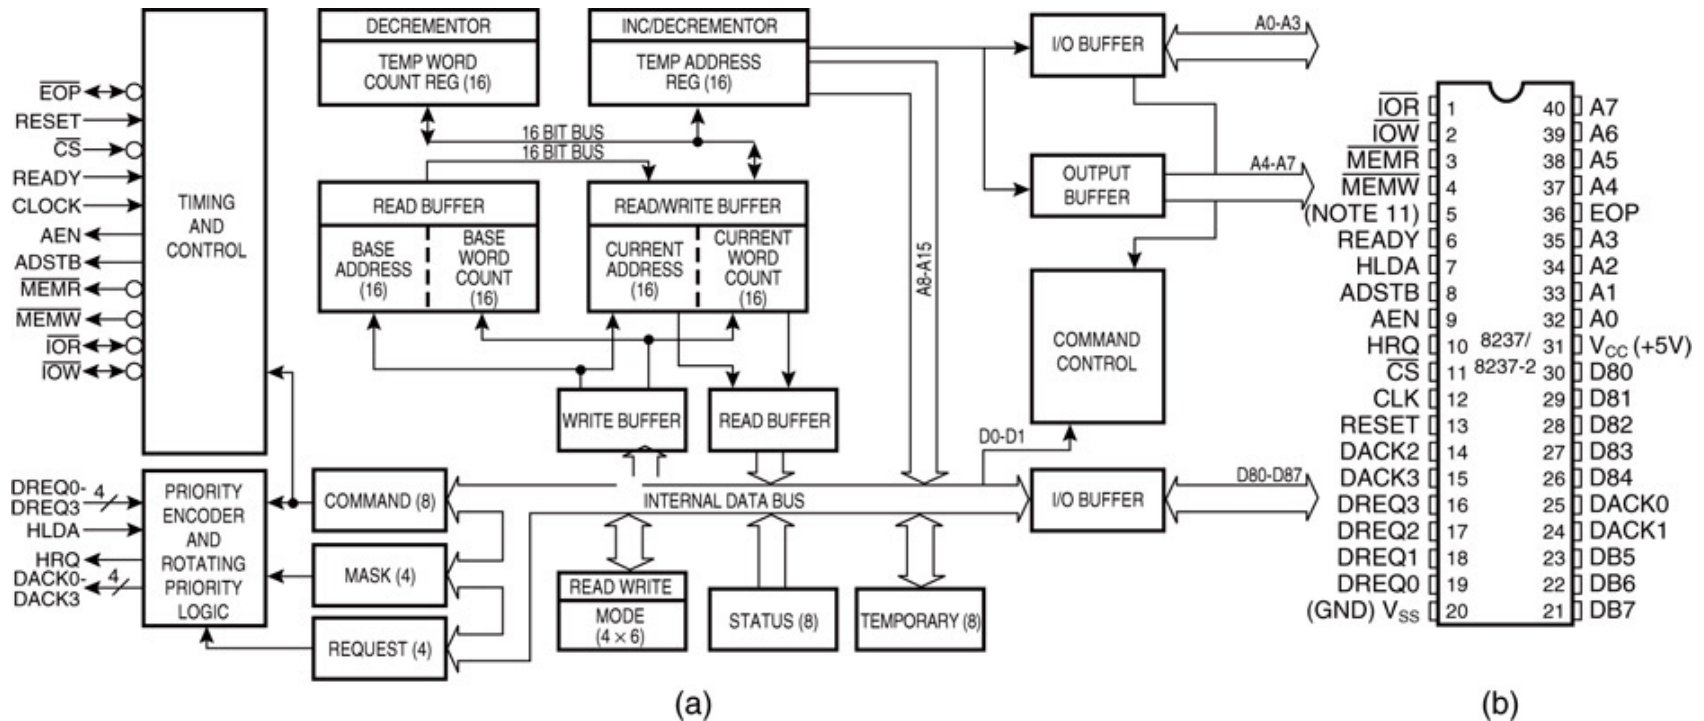 EOP
RESET
CS
READY
CLOCK
AEN
ADSTB
MEMR
MEMW
IOR
IOW
TIMING
AND
CONTROL
DREQ0-
DREQ3
4
HLDA
HRQ
DACK0-
DACK3
4
PRIORITY
ENCODER
AND
ROTATING
PRIORITY
LOGIC
DECREMENTOR
TEMP WORD
COUNT REG (16)
INC/DECREMENTOR
TEMP ADDRESS
REG (16)
16 BIT BUS
16 BIT BUS
READ BUFFER
BASE
ADDRESS
(16)
BASE
WORD
COUNT
(16)
READ/WRITE BUFFER
CURRENT
ADDRESS
(16)
CURRENT
WORD
COUNT
(16)
WRITE BUFFER
READ BUFFER
COMMAND (8)
MASK (4)
REQUEST (4)
INTERNAL DATA BUS
READ WRITE
MODE
(4 × 6)
STATUS (8)
TEMPORARY (8)
A8-A15
I/O BUFFER
A0-A3
OUTPUT
BUFFER
A4-A7
COMMAND
CONTROL
D0-D1
I/O BUFFER
D80-D87
(a)
IOR 1 40 A7
IOW 2 39 A6
MEMR 3 38 A5
MEMW 4 37 A4
(NOTE 11) 5 36 EOP
READY 6 35 A3
HLDA 7 34 A2
ADSTB 8 33 A1
AEN 9 32 A0
HRQ 10 8237/ 31 VCC (+5V)
CS 11 8237-2 30 D80
CLK 12 29 D81
RESET 13 28 D82
DACK2 14 27 D83
DACK3 15 26 D84
DREQ3 16 25 DACK0
DREQ2 17 24 DACK1
DREQ1 18 23 DB5
DREQ0 19 22 DB6
(GND) VSS 20 21 DB7
(b)